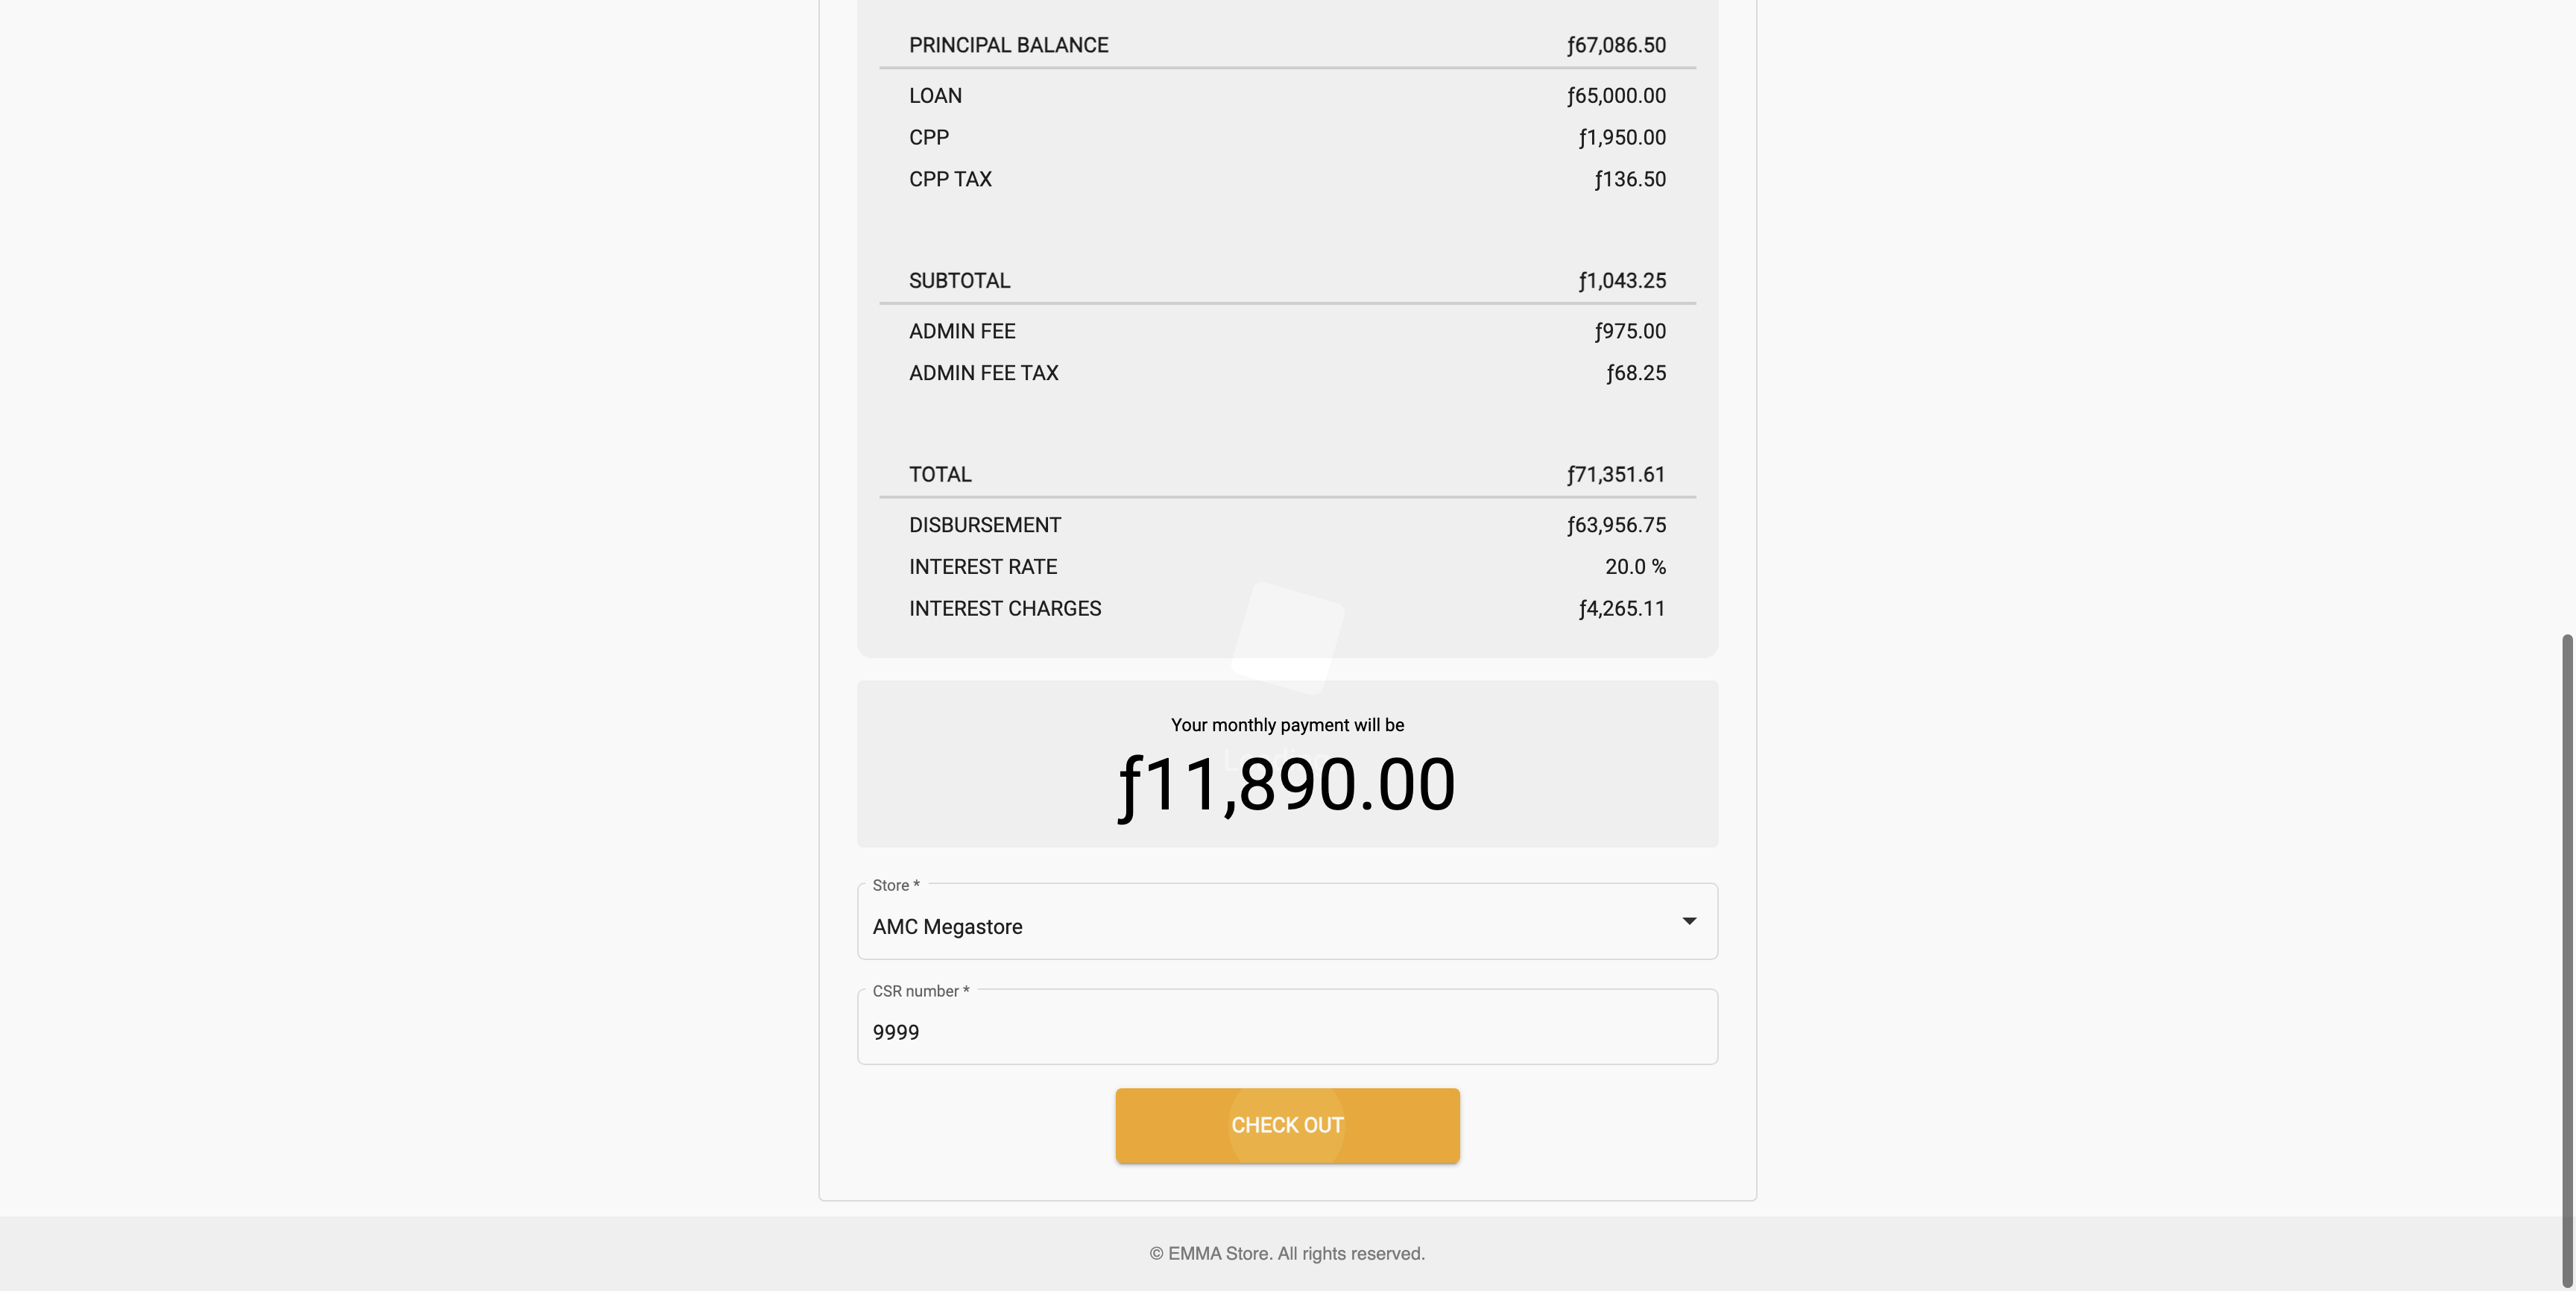 PRINCIPAL BALANCE ƒ67,086.50
LOAN ƒ65,000.00
CPP ƒ1,950.00
CPP TAX ƒ136.50
SUBTOTAL ƒ1,043.25
ADMIN FEE ƒ975.00
ADMIN FEE TAX ƒ68.25
TOTAL ƒ71,351.61
DISBURSEMENT ƒ63,956.75
INTEREST RATE 20.0 %
INTEREST CHARGES ƒ4,265.11
Your monthly payment will be
ƒ11,890.00
Store *
AMC Megastore
CSR number *
9999
CHECK OUT
© EMMA Store. All rights reserved.